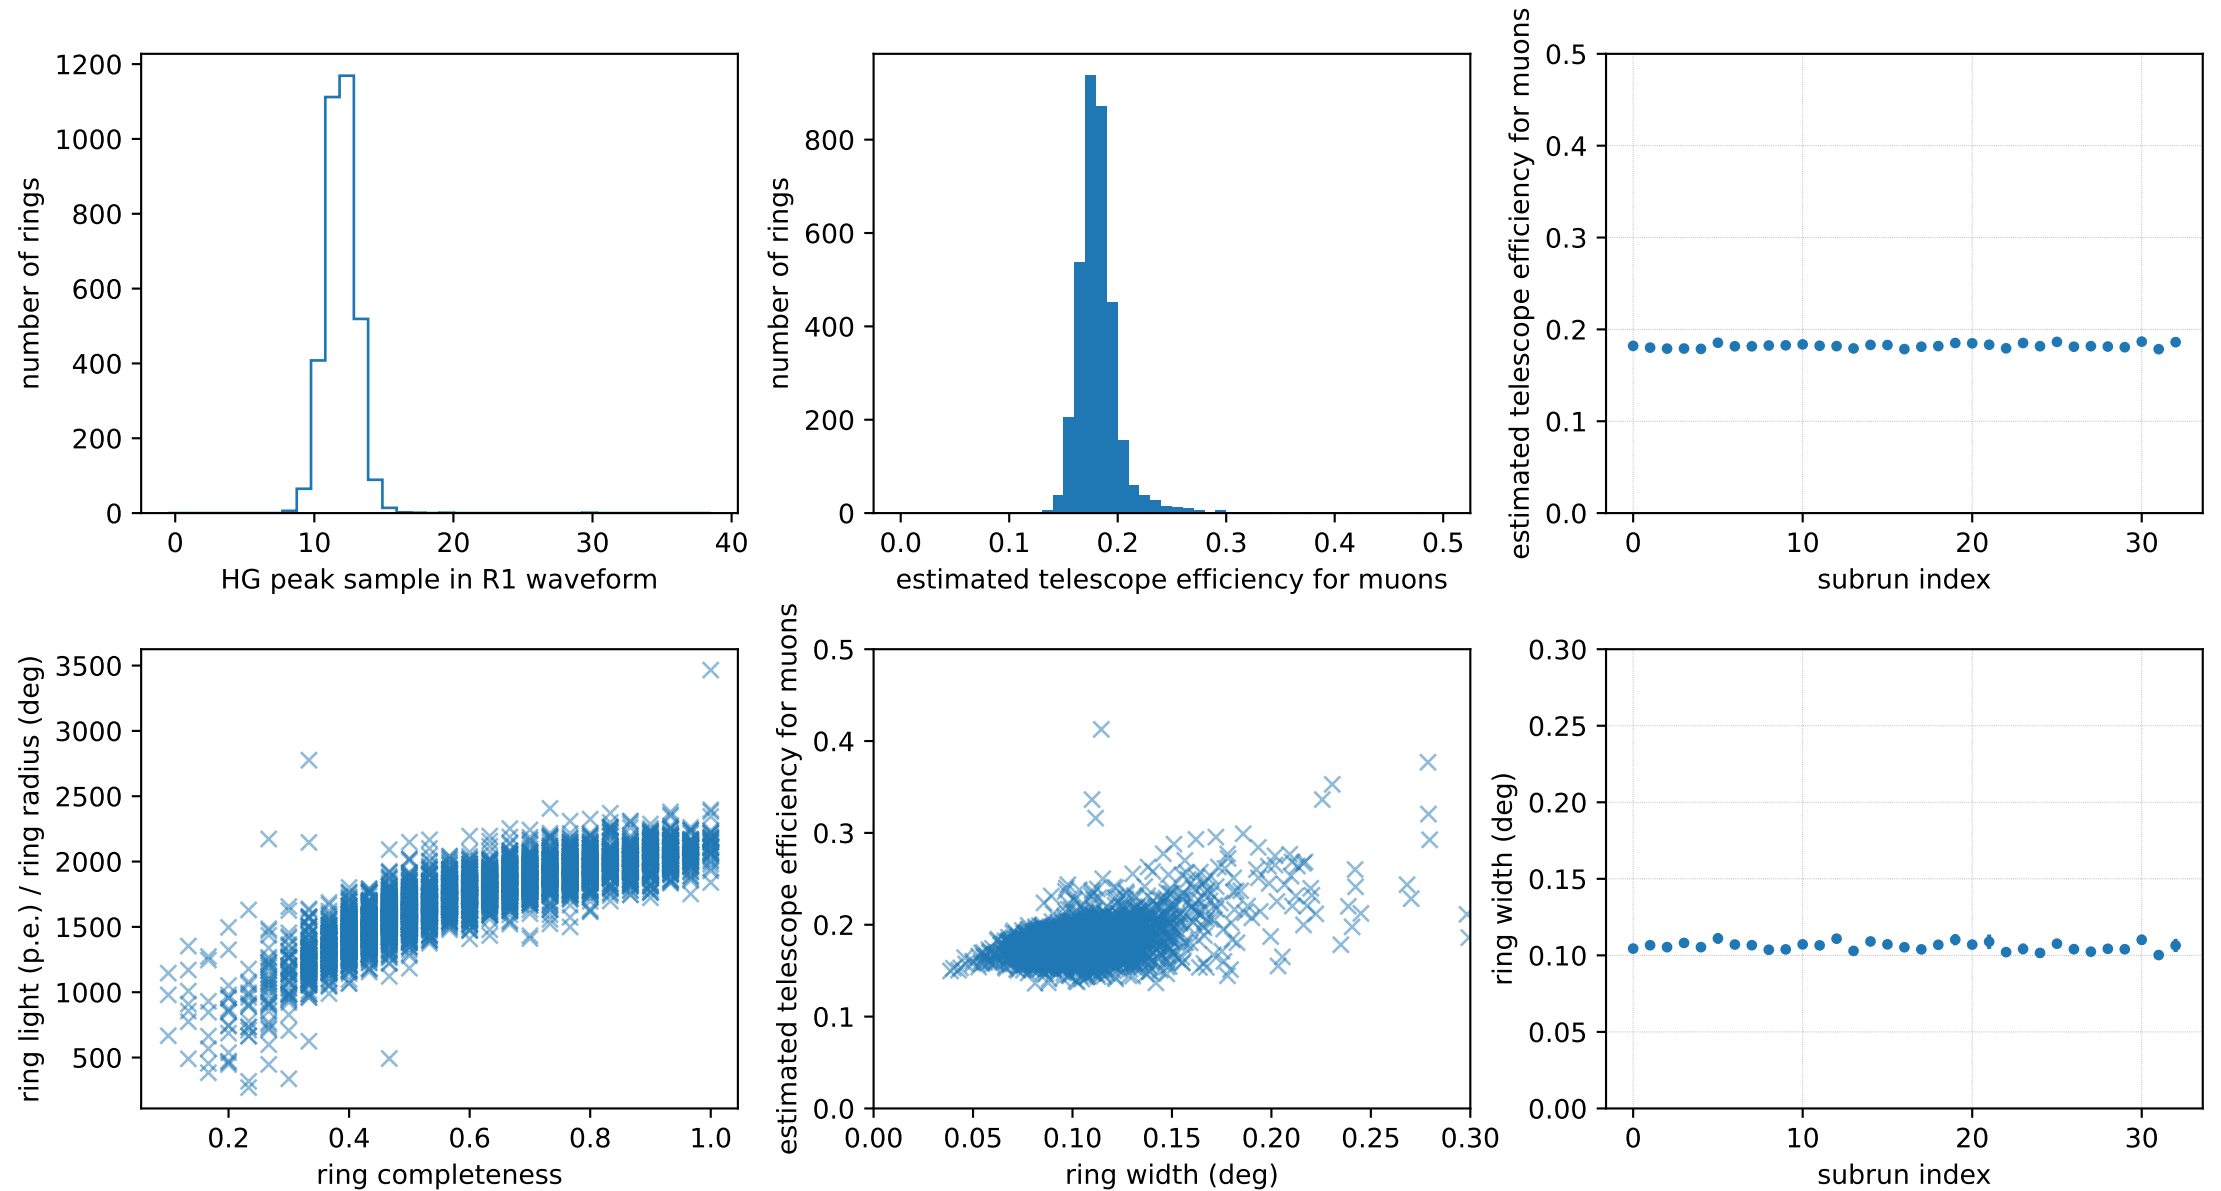 1200
1000
800
600
400
200
0
number of rings
0 10 20 30 40
HG peak sample in R1 waveform
800
600
400
200
0
number of rings
0.0 0.1 0.2 0.3 0.4 0.5
estimated telescope efficiency for muons
0.5
0.4
0.3
0.2
0.1
0.0
estimated telescope efficiency for muons
0 10 20 30
subrun index
3500
3000
2500
2000
1500
1000
500
ring light (p.e.) / ring radius (deg)
0.2 0.4 0.6 0.8 1.0
ring completeness
0.5
0.4
0.3
0.2
0.1
0.0
estimated telescope efficiency for muons
0.00 0.05 0.10 0.15 0.20 0.25 0.30
ring width (deg)
0.30
0.25
0.20
0.15
0.10
0.05
0.00
ring width (deg)
0 10 20 30
subrun index